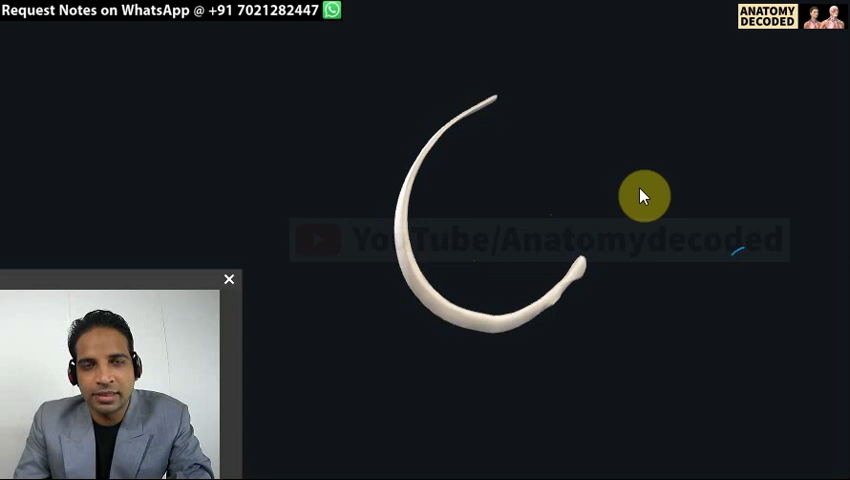 Request Notes on WhatsApp @ +91 7021282447
ANATOMY
DECODED
YouTube/Anatomydecoded